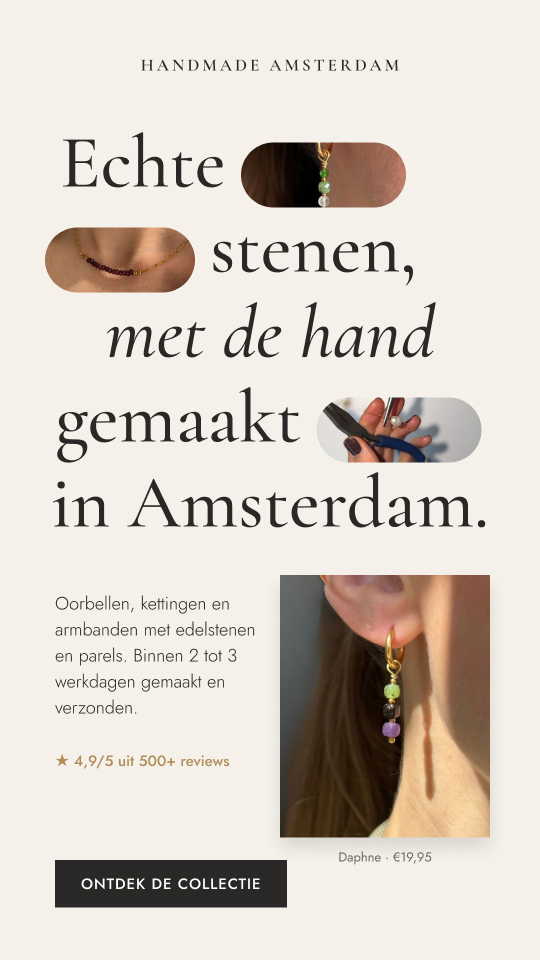 HANDMADE AMSTERDAM
Echte
stenen,
met de hand
gemaakt
in Amsterdam.
Oorbellen, kettingen en
armbanden met edelstenen
en parels. Binnen 2 tot 3
werkdagen gemaakt en
verzonden.
★ 4,9/5 uit 500+ reviews
Daphne · €19,95
ONTDEK DE COLLECTIE